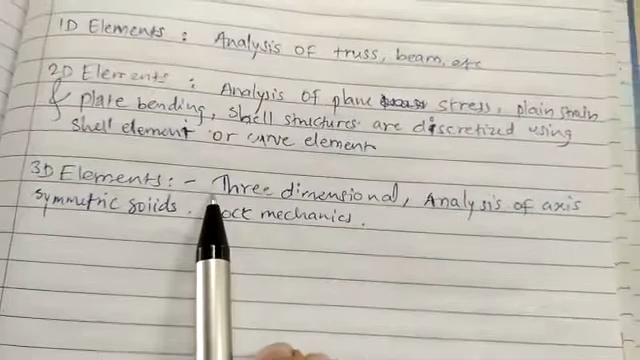 1D Elements : Analysis of truss, beam, etc
2D Elements : Analysis of plane stress, plain strain
& plate bending, shell structures are discretized using
shell element or curve element
3D Elements : - Three dimensional, Analysis of axis
symmetric solids. mechanics.